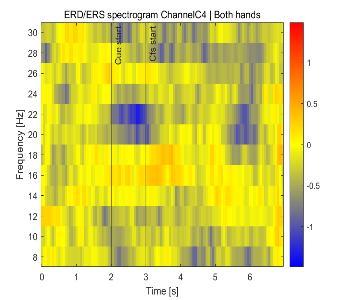 ERD/ERS spectrogram ChannelC4 | Both hands
Cue start
Cfs start
Frequency [Hz]
30
28
26
24
22
20
18
16
14
12
10
8
0 1 2 3 4 5 6
Time [s]
1
0.5
0
-0.5
-1